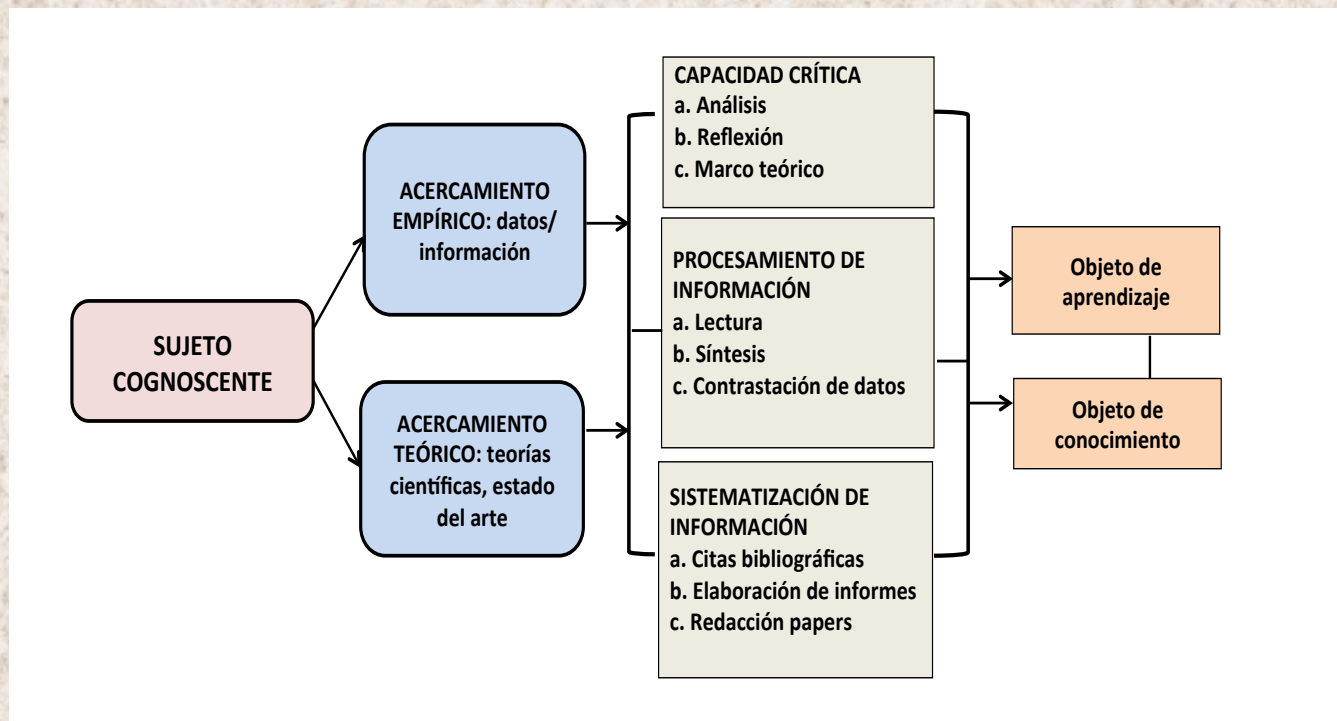 SUJETO
COGNOSCENTE
ACERCAMIENTO
EMPÍRICO: datos/
información
ACERCAMIENTO
TEÓRICO: teorías
científicas, estado
del arte
CAPACIDAD CRÍTICA
a. Análisis
b. Reflexión
c. Marco teórico
PROCESAMIENTO DE
INFORMACIÓN
a. Lectura
b. Síntesis
c. Contrastación de datos
SISTEMATIZACIÓN DE
INFORMACIÓN
a. Citas bibliográficas
b. Elaboración de informes
c. Redacción papers
Objeto de
aprendizaje
Objeto de
conocimiento